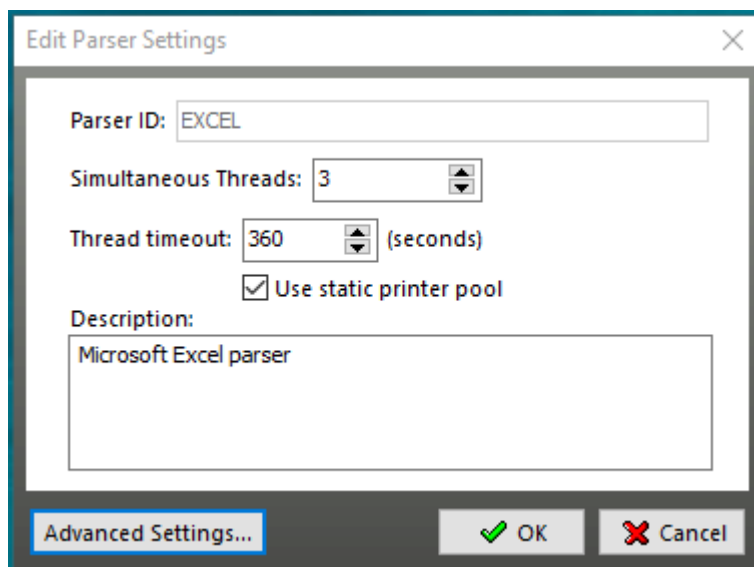 Edit Parser Settings
Parser ID: EXCEL
Simultaneous Threads: 3
Thread timeout: 360 (seconds)
Use static printer pool
Description:
Microsoft Excel parser
Advanced Settings... OK Cancel